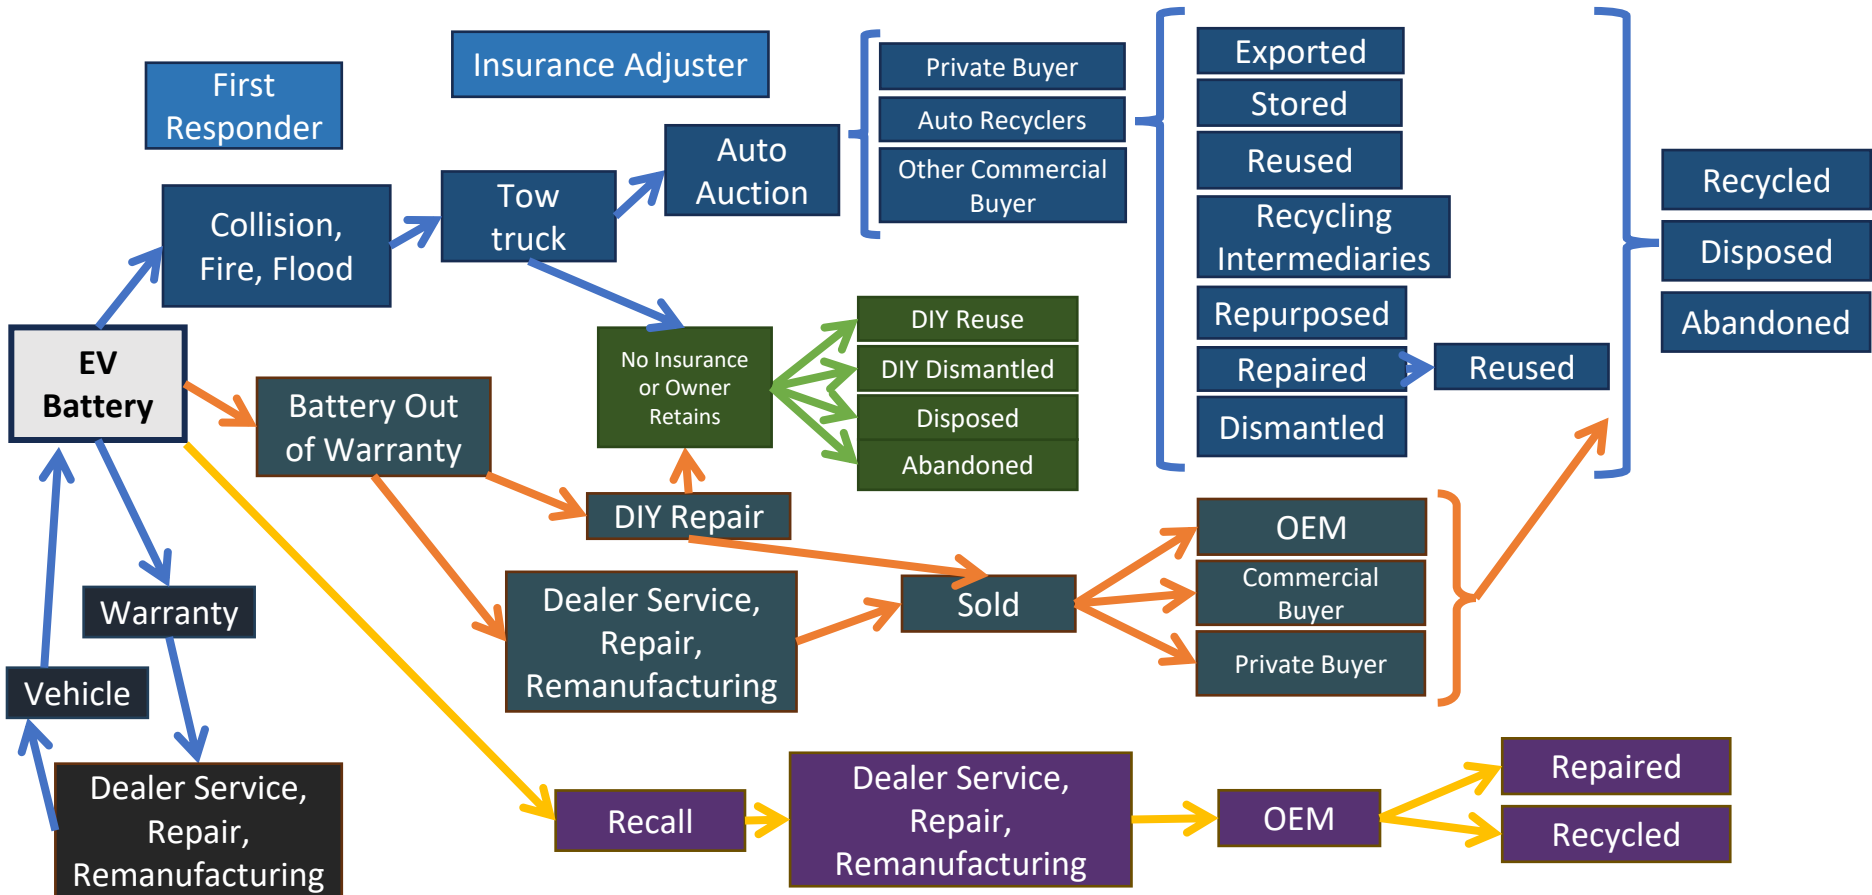 First
Responder
Insurance Adjuster
Collision,
Fire, Flood
Tow
truck
Auto
Auction
Private Buyer
Auto Recyclers
Other Commercial
Buyer
Exported
Stored
Reused
Recycling
Intermediaries
Repurposed
Repaired
Reused
Dismantled
Recycled
Disposed
Abandoned
EV
Battery
Battery Out
of Warranty
No Insurance
or Owner
Retains
DIY Reuse
DIY Dismantled
Disposed
Abandoned
DIY Repair
Dealer Service,
Repair,
Remanufacturing
Sold
OEM
Commercial
Buyer
Private Buyer
Warranty
Vehicle
Dealer Service,
Repair,
Remanufacturing
Recall
Dealer Service,
Repair,
Remanufacturing
OEM
Repaired
Recycled